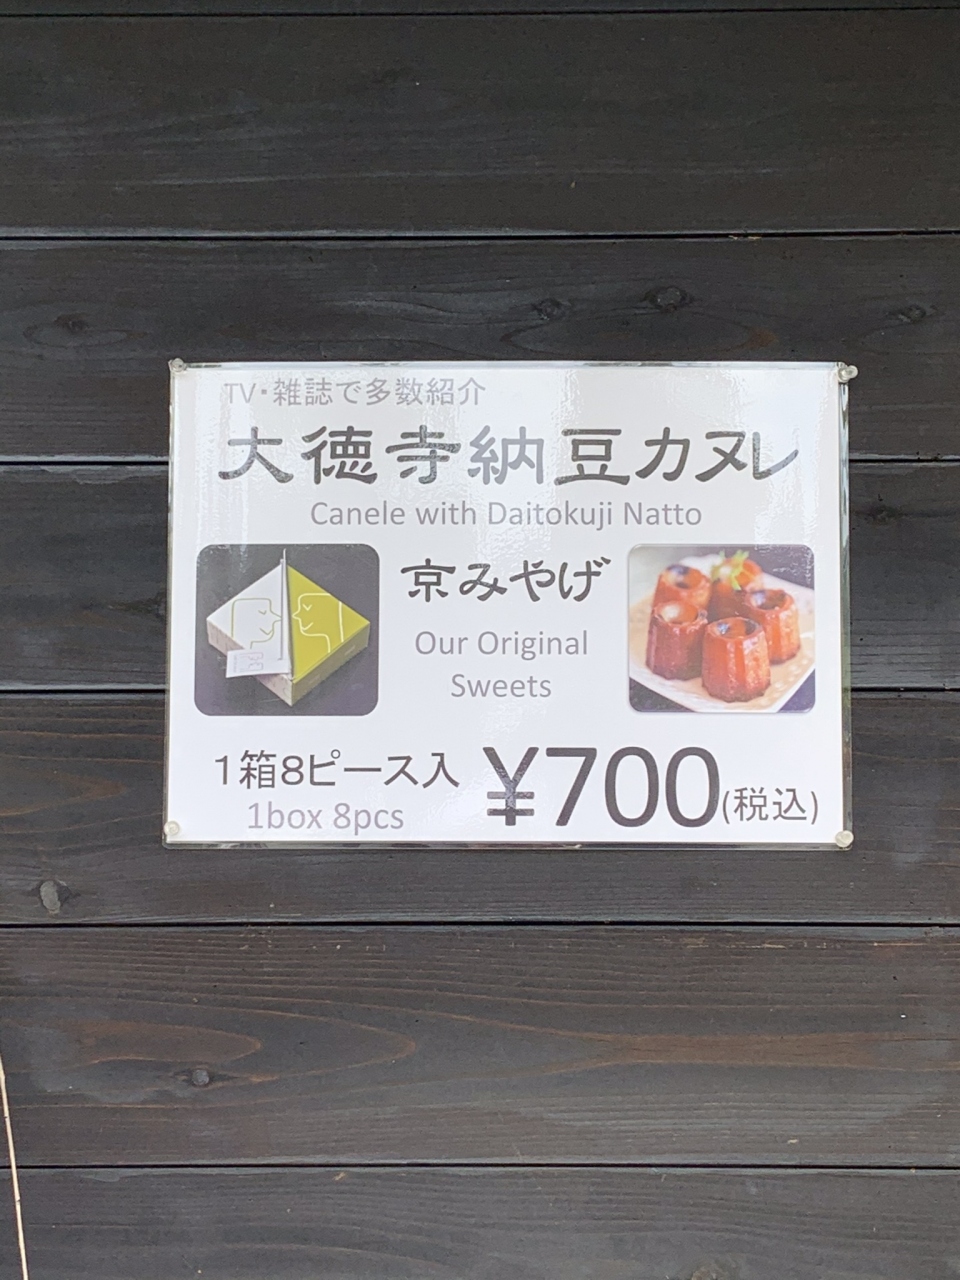 TV・雑誌で多数紹介
大徳寺納豆カヌレ
Canele with Daitokuji Natto
京みやげ
Our Original
Sweets
1箱8ピース入
1box 8pcs
¥700(税込)